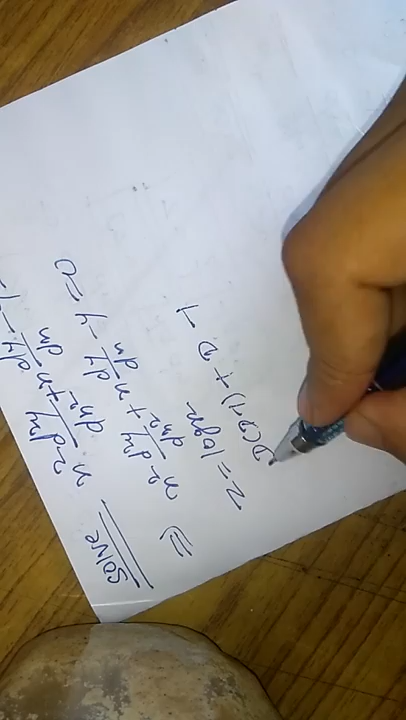 SOLVE
x² d²y/dx² + x dy/dx - y
⇒ x² d²y/dx² + x dy/dx - y = 0
z = log x
D(D-1) + D - 1